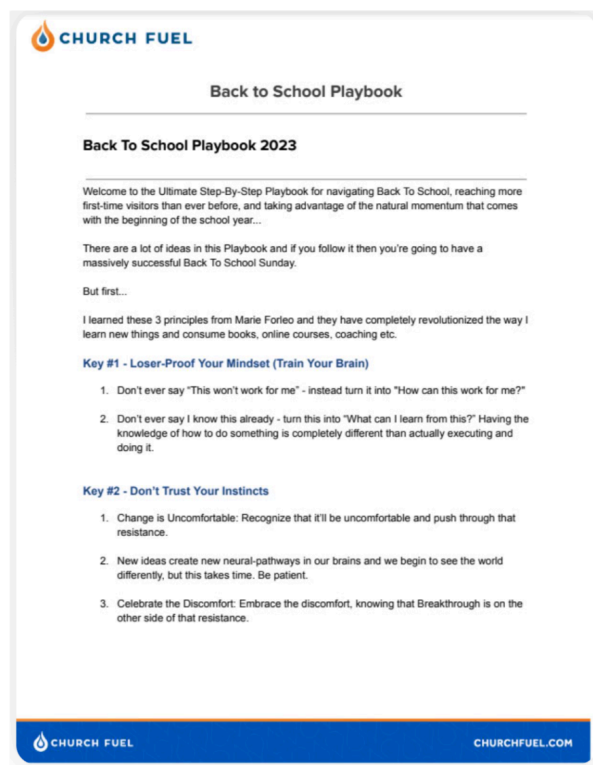 CHURCH FUEL
Back to School Playbook
Back To School Playbook 2023
Welcome to the Ultimate Step-By-Step Playbook for navigating Back To School, reaching more
first-time visitors than ever before, and taking advantage of the natural momentum that comes
with the beginning of the school year...
There are a lot of ideas in this Playbook and if you follow it then you're going to have a
massively successful Back To School Sunday.
But first...
I learned these 3 principles from Marie Forleo and they have completely revolutionized the way I
learn new things and consume books, online courses, coaching etc.
Key #1 - Loser-Proof Your Mindset (Train Your Brain)
1. Don't ever say “This won't work for me” - instead turn it into "How can this work for me?"
2. Don't ever say I know this already - turn this into “What can I learn from this?” Having the
knowledge of how to do something is completely different than actually executing and
doing it.
Key #2 - Don't Trust Your Instincts
1. Change is Uncomfortable: Recognize that it'll be uncomfortable and push through that
resistance.
2. New ideas create new neural-pathways in our brains and we begin to see the world
differently, but this takes time. Be patient.
3. Celebrate the Discomfort: Embrace the discomfort, knowing that Breakthrough is on the
other side of that resistance.
CHURCH FUEL
CHURCHFUEL.COM